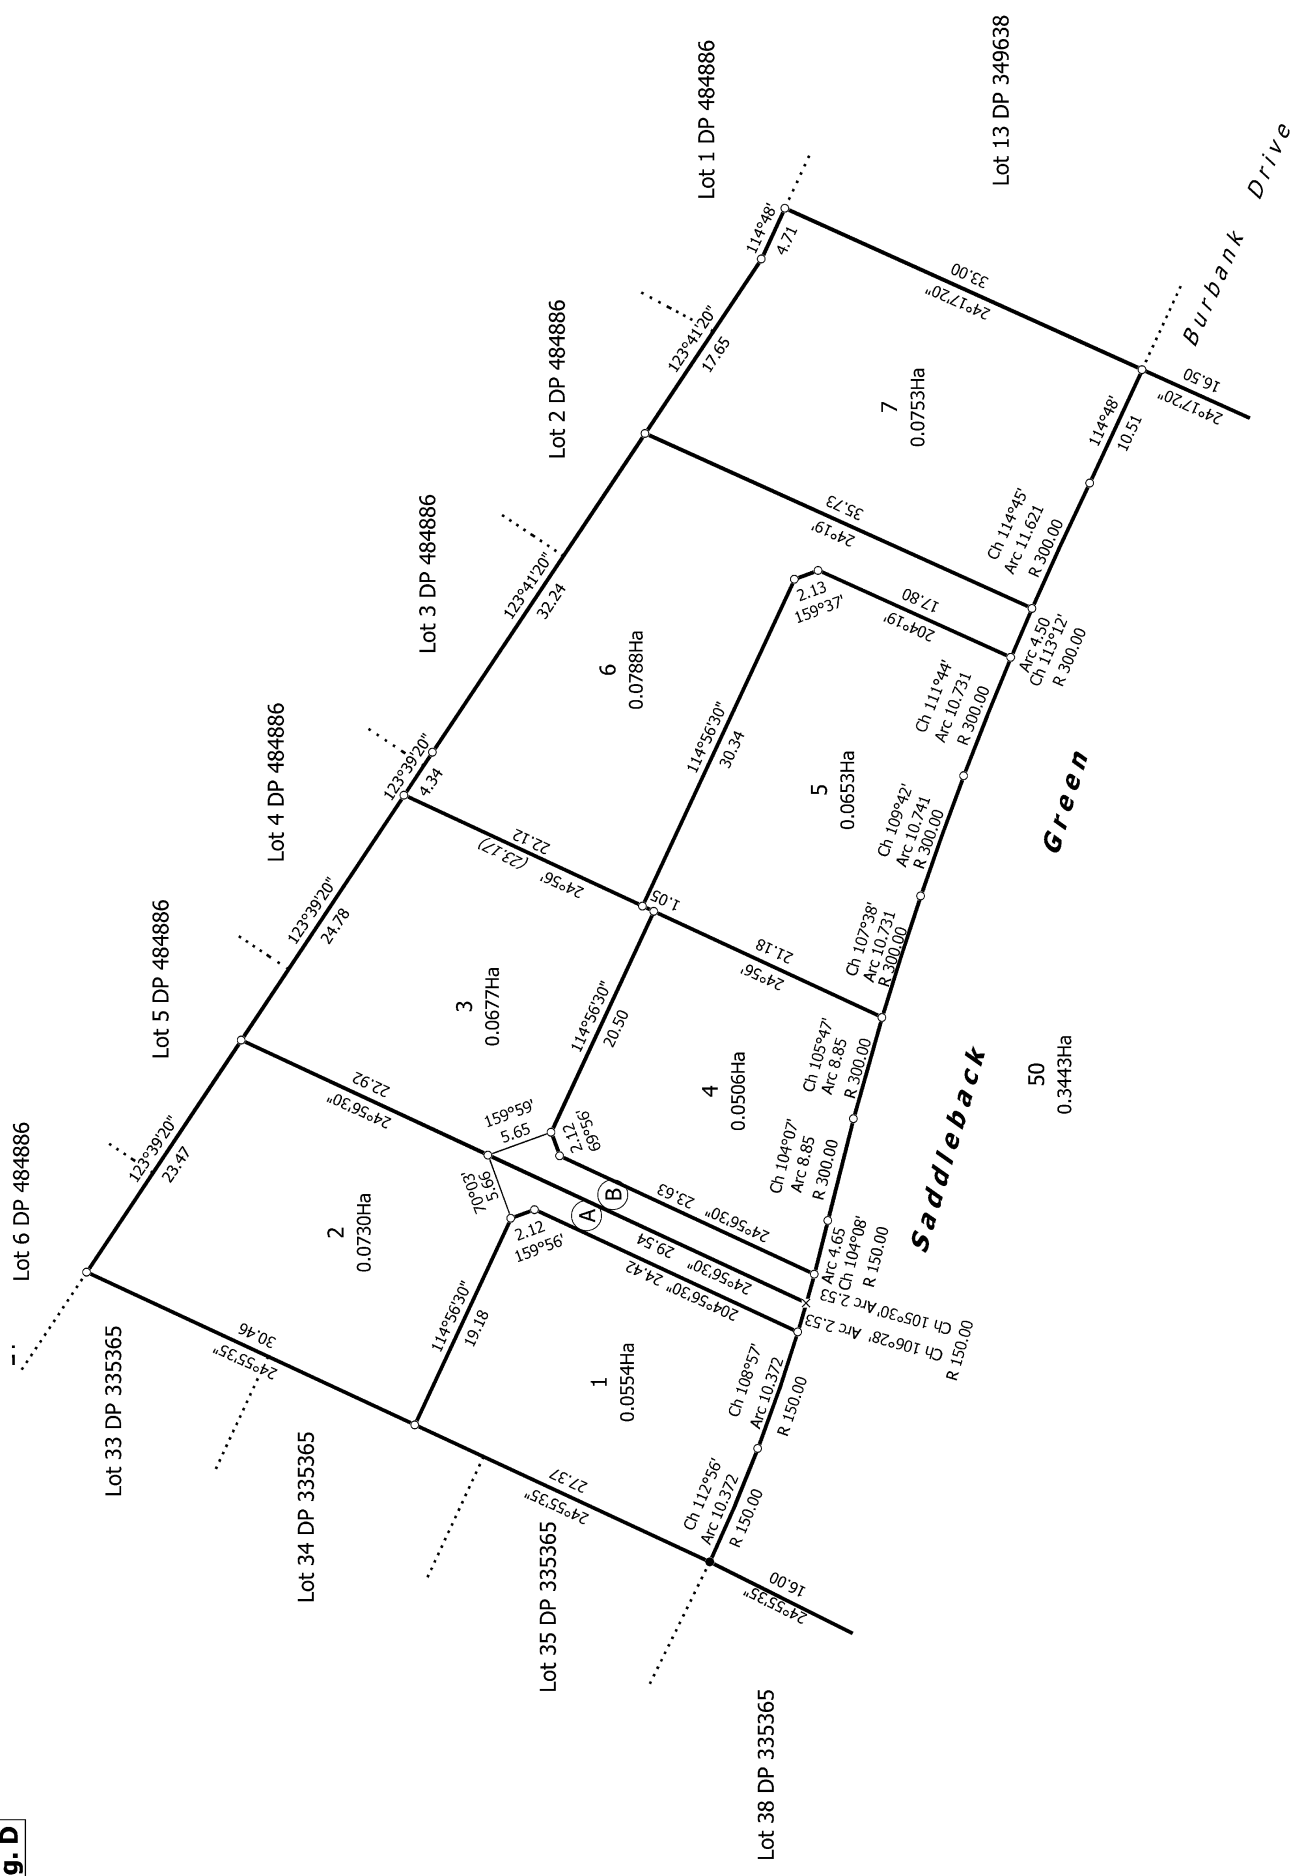 g. D
Lot 6 DP 484886
Lot 5 DP 484886
Lot 4 DP 484886
Lot 3 DP 484886
Lot 2 DP 484886
Lot 1 DP 484886
Lot 13 DP 349638
Lot 33 DP 335365
Lot 34 DP 335365
Lot 35 DP 335365
Lot 38 DP 335365
123°39'20"
23.47
123°39'20"
24.78
123°39'20"
4.34
123°41'20"
32.24
123°41'20"
17.65
114°48'
4.71
33.00
24°17'20"
16.50
24°17'20"
Burbank Drive
30.46
24°55'35"
27.37
24°55'35"
16.00
24°55'35"
2
0.0730Ha
22.92
24°56'30"
3
0.0677Ha
22.12
(23.17)
24°56'
1.05
6
0.0788Ha
35.73
24°19'
7
0.0753Ha
114°56'30"
19.18
159°59'
5.65
70°03'
5.66
2.12
159°56'
2.12
69°56'
A
B
114°56'30"
20.50
114°56'30"
30.34
2.13
159°37'
17.80
204°19'
1
0.0554Ha
204°56'30" 24.42
29.54
24°56'30"
23.63
24°56'30"
4
0.0506Ha
21.18
24°56'
5
0.0653Ha
Ch 112°56'
Arc 10.372
R 150.00
Ch 108°57'
Arc 10.372
R 150.00
Ch 106°28' Arc 2.53
Ch 105°30' Arc 2.53
R 150.00
Arc 4.65
Ch 104°08'
R 150.00
Ch 104°07'
Arc 8.85
R 300.00
Ch 105°47'
Arc 8.85
R 300.00
Ch 107°38'
Arc 10.731
R 300.00
Ch 109°42'
Arc 10.741
R 300.00
Ch 111°44'
Arc 10.731
R 300.00
Arc 4.50
Ch 113°12'
R 300.00
Ch 114°45'
Arc 11.621
R 300.00
114°48'
10.51
Saddleback Green
50
0.3443Ha